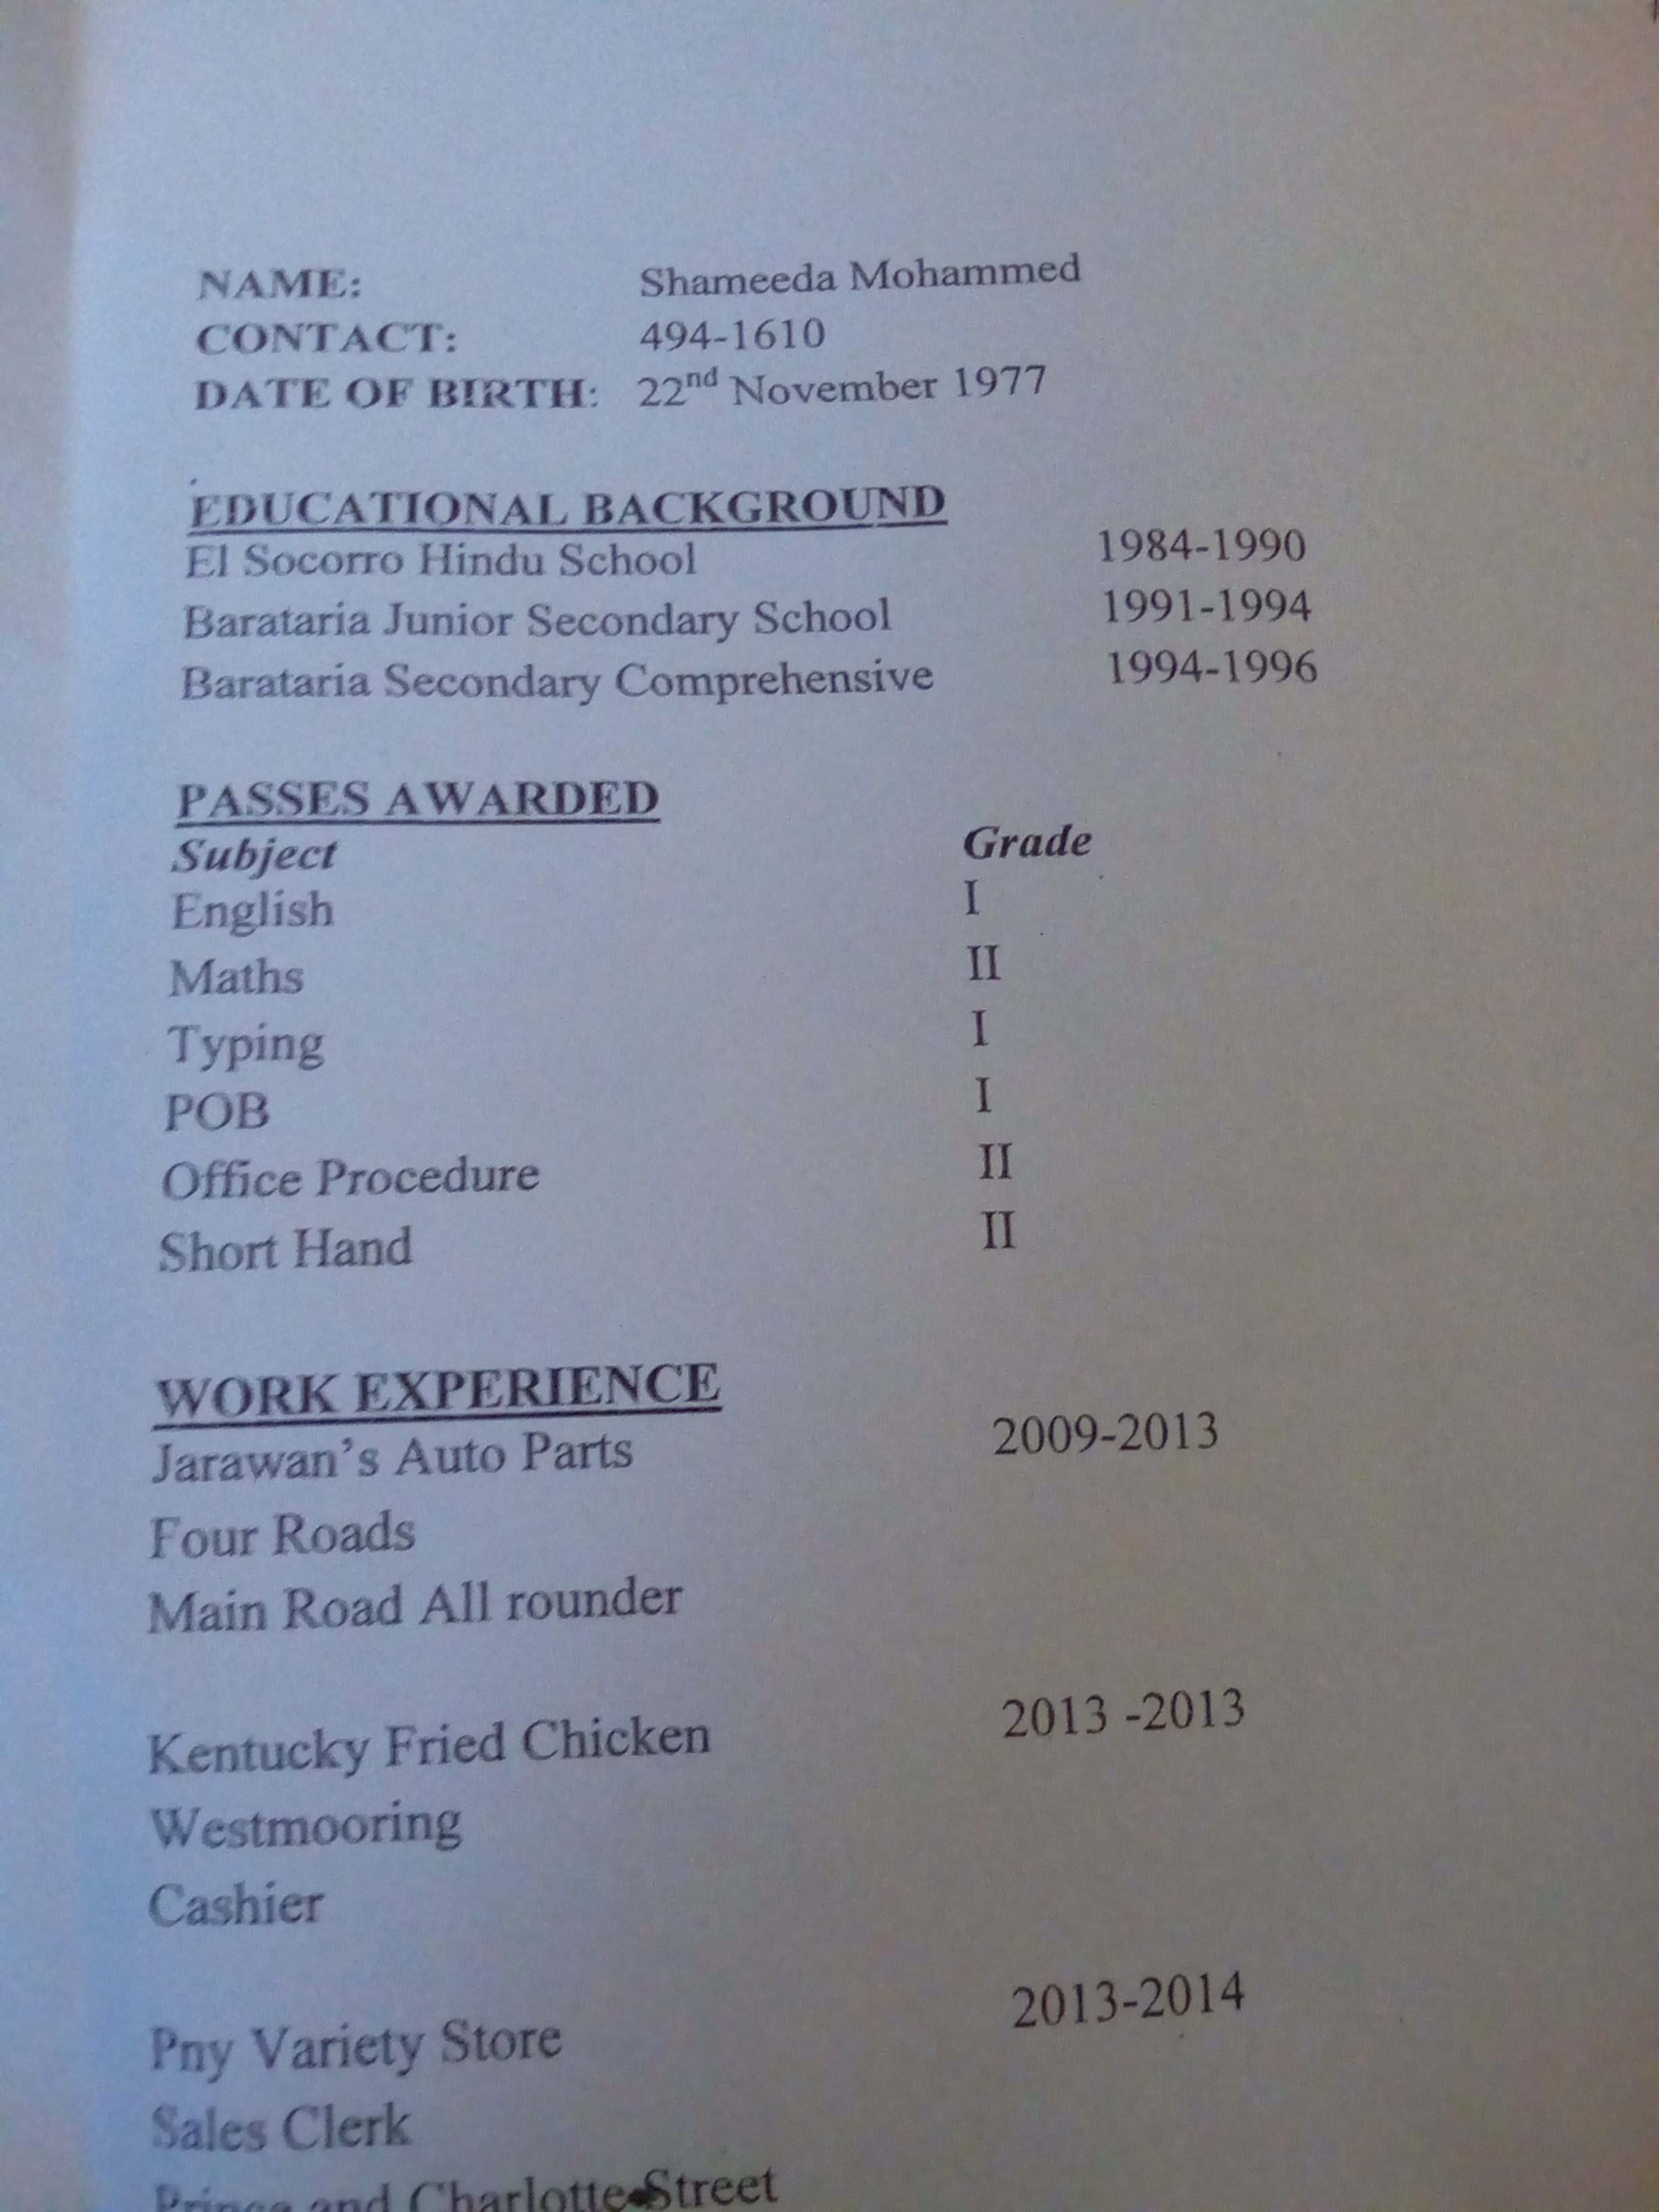 NAME: Shameeda Mohammed
CONTACT: 494-1610
DATE OF BIRTH: 22nd November 1977
EDUCATIONAL BACKGROUND
El Socorro Hindu School 1984-1990
Barataria Junior Secondary School 1991-1994
Barataria Secondary Comprehensive 1994-1996
PASSES AWARDED
Subject Grade
English I
Maths II
Typing I
POB I
Office Procedure II
Short Hand II
WORK EXPERIENCE
Jarawan's Auto Parts 2009-2013
Four Roads
Main Road All rounder
Kentucky Fried Chicken 2013 -2013
Westmooring
Cashier
Pny Variety Store 2013-2014
Sales Clerk
Prince and Charlotte Street